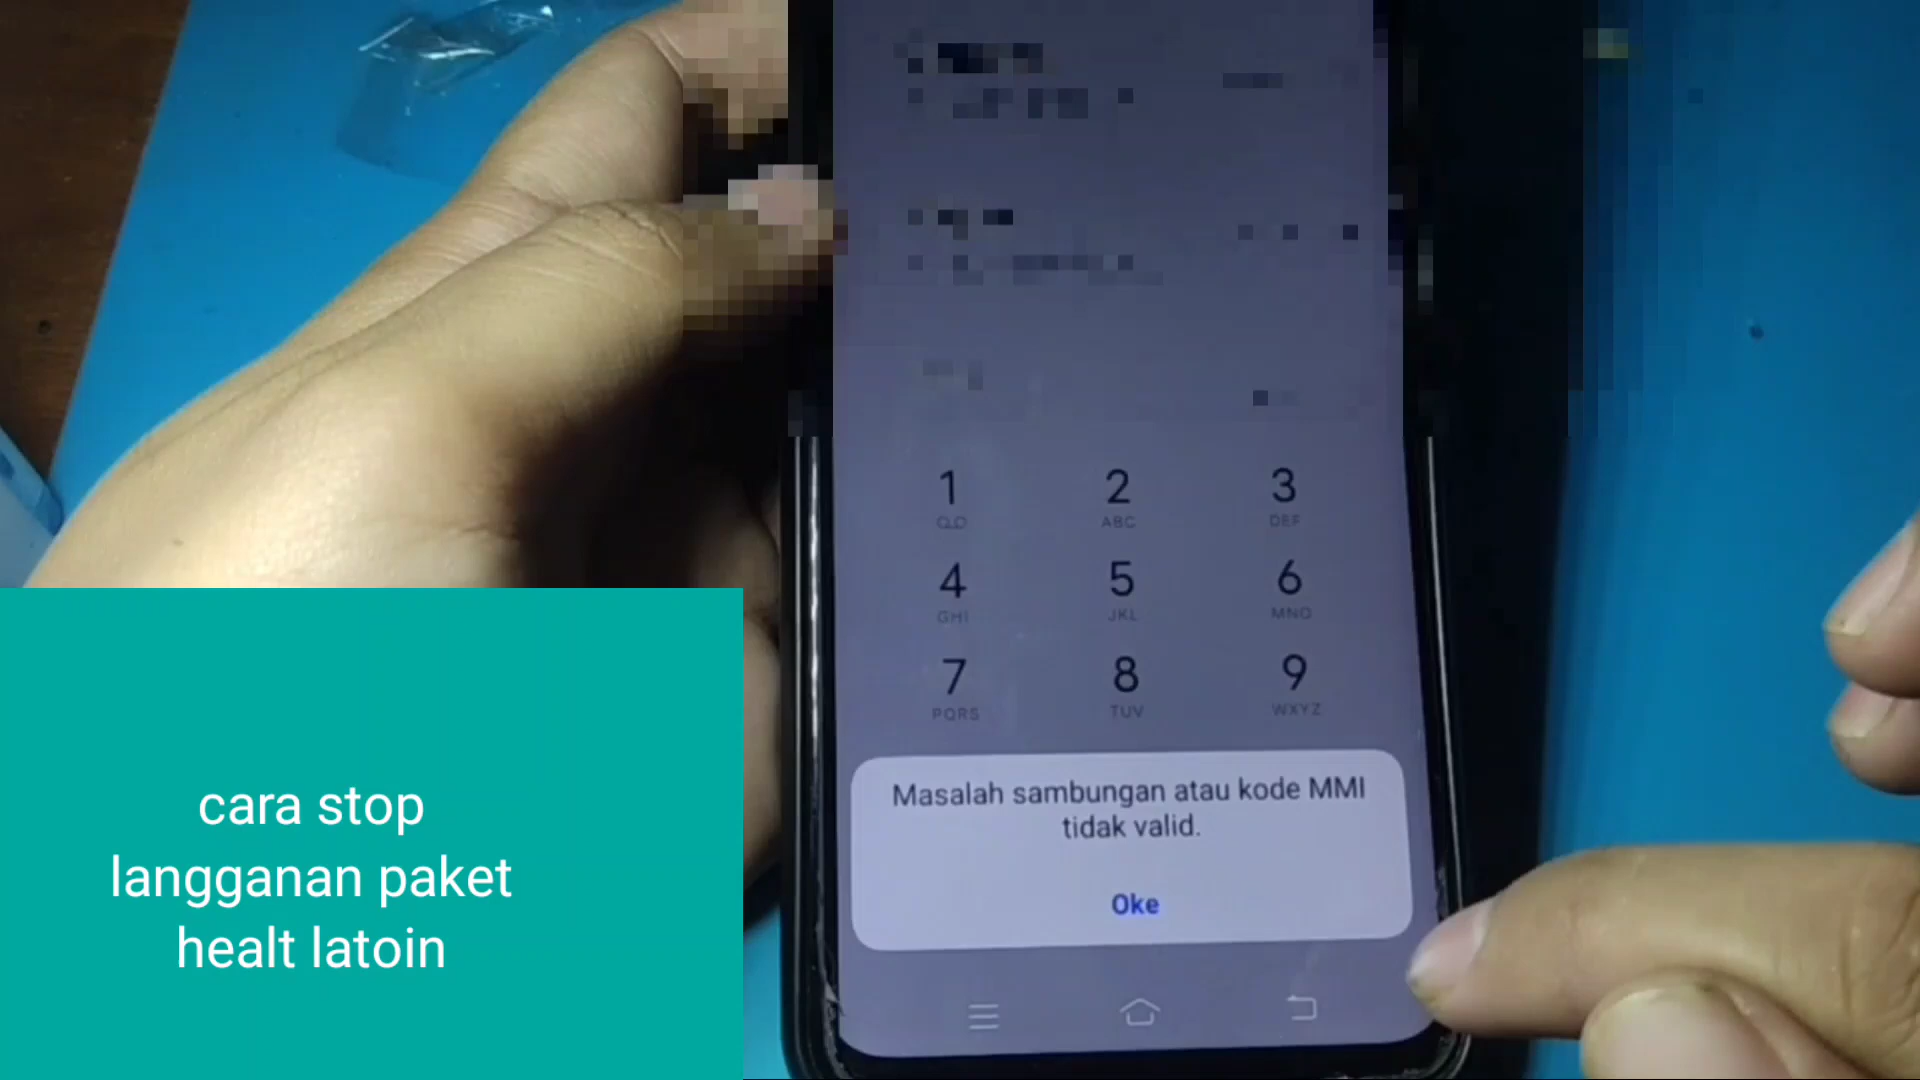 1 2 3
QO ABC DEF
4 5 6
GHI JKL MNO
7 8 9
PQRS TUV WXYZ
Masalah sambungan atau kode MMI
tidak valid.
Oke
cara stop
langganan paket
healt latoin